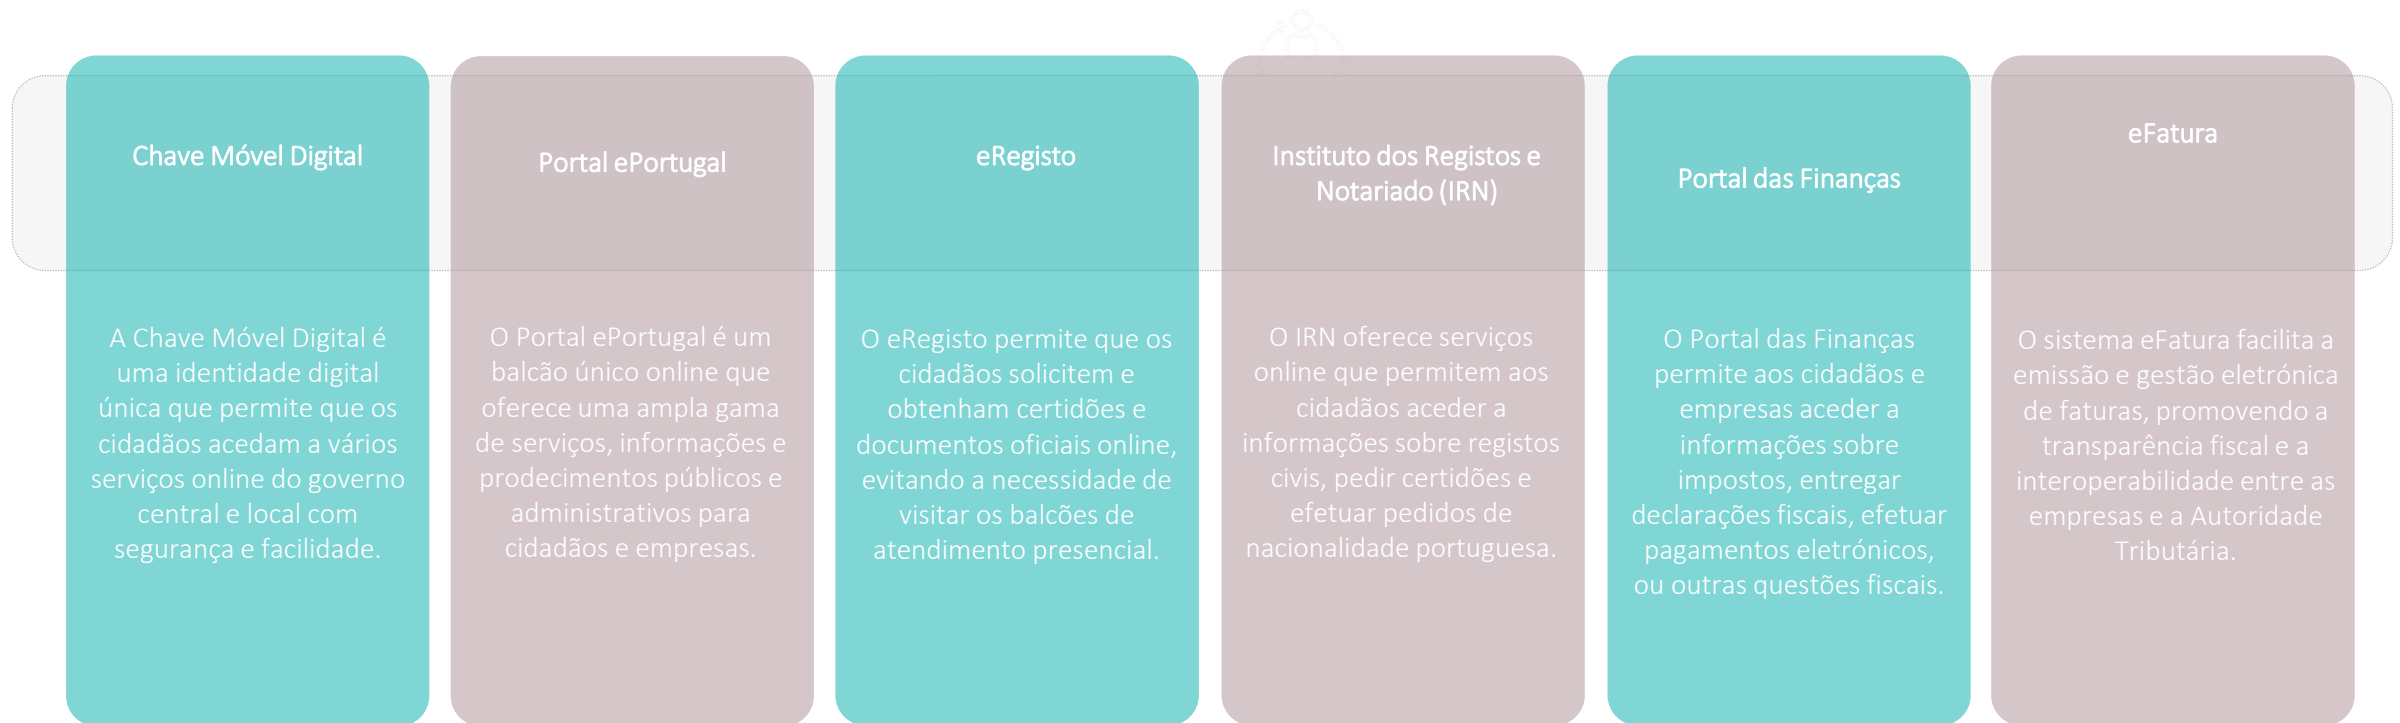 Chave Móvel Digital
A Chave Móvel Digital é
uma identidade digital
única que permite que os
cidadãos acedam a vários
serviços online do governo
central e local com
segurança e facilidade.
Portal ePortugal
O Portal ePortugal é um
balcão único online que
oferece uma ampla gama
de serviços, informações e
prodecimentos públicos e
administrativos para
cidadãos e empresas.
eRegisto
O eRegisto permite que os
cidadãos solicitem e
obtenham certidões e
documentos oficiais online,
evitando a necessidade de
visitar os balcões de
atendimento presencial.
Instituto dos Registos e
Notariado (IRN)
O IRN oferece serviços
online que permitem aos
cidadãos aceder a
informações sobre registos
civis, pedir certidões e
efetuar pedidos de
nacionalidade portuguesa.
Portal das Finanças
O Portal das Finanças
permite aos cidadãos e
empresas aceder a
informações sobre
impostos, entregar
declarações fiscais, efetuar
pagamentos eletrónicos,
ou outras questões fiscais.
eFatura
O sistema eFatura facilita a
emissão e gestão eletrónica
de faturas, promovendo a
transparência fiscal e a
interoperabilidade entre as
empresas e a Autoridade
Tributária.